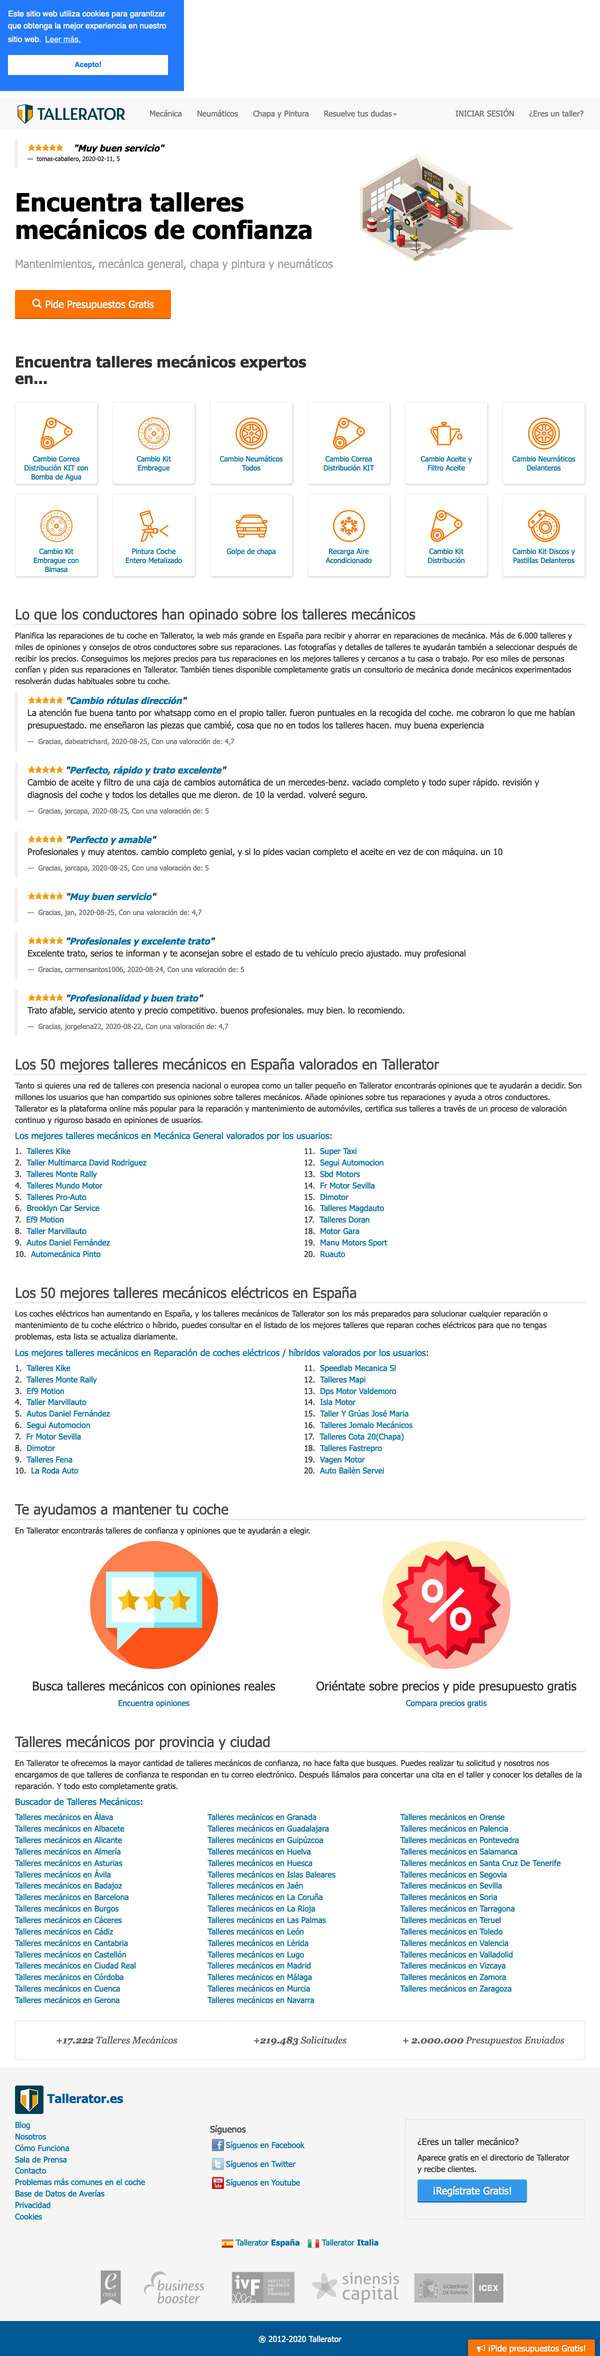 Este sitio web utiliza cookies para garantizar
que obtenga la mejor experiencia en nuestro
sitio web. Leer más.
Acepto!
TALLERATOR
Mecánica
Neumáticos
Chapa y Pintura
Resuelve tus dudas
INICIAR SESIÓN
¿Eres un taller?
"Muy buen servicio"
— tomas-caballero, 2020-02-11, 5
Encuentra talleres
mecánicos de confianza
Mantenimientos, mecánica general, chapa y pintura y neumáticos
Pide Presupuestos Gratis
Encuentra talleres mecánicos expertos
en...
Cambio Correa
Distribución KIT con
Bomba de Agua
Cambio Kit
Embrague
Cambio Neumáticos
Todos
Cambio Correa
Distribución KIT
Cambio Aceite y
Filtro Aceite
Cambio Neumáticos
Delanteros
Cambio Kit
Embrague con
Bimasa
Pintura Coche
Entero Metalizado
Golpe de chapa
Recarga Aire
Acondicionado
Cambio Kit
Distribución
Cambio Kit Discos y
Pastillas Delanteros
Lo que los conductores han opinado sobre los talleres mecánicos
Planifica las reparaciones de tu coche en Tallerator, la web más grande en España para recibir y ahorrar en reparaciones de mecánica. Más de 6.000 talleres y
miles de opiniones y consejos de otros conductores sobre sus reparaciones. Las fotografías y detalles de talleres te ayudarán también a seleccionar después de
recibir los precios. Conseguimos los mejores precios para tus reparaciones en los mejores talleres y cercanos a tu casa o trabajo. Por eso miles de personas
confían y piden sus reparaciones en Tallerator. También tienes disponible completamente gratis un consultorio de mecánica donde mecánicos experimentados
resolverán dudas habituales sobre tu coche.
"Cambio rótulas dirección"
La atención fue buena tanto por whatsapp como en el propio taller. fueron puntuales en la recogida del coche. me cobraron lo que me habían
presupuestado. me enseñaron las piezas que cambié, cosa que no en todos los talleres hacen. muy buena experiencia
— Gracias, dabeatrichard, 2020-08-25, Con una valoración de: 4,7
"Perfecto, rápido y trato excelente"
Cambio de aceite y filtro de una caja de cambios automática de un mercedes-benz. vaciado completo y todo super rápido. revisión y
diagnosis del coche y todos los detalles que me dieron. de 10 la verdad. volveré seguro.
— Gracias, jorcapa, 2020-08-25, Con una valoración de: 5
"Perfecto y amable"
Profesionales y muy atentos. cambio completo genial, y si lo pides vacian completo el aceite en vez de con máquina. un 10
— Gracias, jorcapa, 2020-08-25, Con una valoración de: 5
"Muy buen servicio"
— Gracias, jan, 2020-08-25, Con una valoración de: 4,7
"Profesionales y excelente trato"
Excelente trato, serios te informan y te aconsejan sobre el estado de tu vehículo precio ajustado. muy profesional
— Gracias, carmensantos1006, 2020-08-24, Con una valoración de: 5
"Profesionalidad y buen trato"
Trato afable, servicio atento y precio competitivo. buenos profesionales. muy bien. lo recomiendo.
— Gracias, jorgelena22, 2020-08-22, Con una valoración de: 4,7
Los 50 mejores talleres mecánicos en España valorados en Tallerator
Tanto si quieres una red de talleres con presencia nacional o europea como un taller pequeño en Tallerator encontrarás opiniones que te ayudarán a decidir. Son
millones los usuarios que han compartido sus opiniones sobre talleres mecánicos. Añade opiniones sobre tus reparaciones y ayuda a otros conductores.
Tallerator es la plataforma online más popular para la reparación y mantenimiento de automóviles, certifica sus talleres a través de un proceso de valoración
continuo y riguroso basado en opiniones de usuarios.
Los mejores talleres mecánicos en Mecánica General valorados por los usuarios:
1. Talleres Kike
2. Taller Multimarca David Rodriguez
3. Talleres Monte Rally
4. Talleres Mundo Motor
5. Talleres Pro-Auto
6. Brooklyn Car Service
7. Ef9 Motion
8. Taller Marvillauto
9. Autos Daniel Fernández
10. Automecánica Pinto
11. Super Taxi
12. Segui Automocion
13. Sbd Motors
14. Fr Motor Sevilla
15. Dimotor
16. Talleres Magdauto
17. Talleres Doran
18. Motor Gara
19. Manu Motors Sport
20. Ruauto
Los 50 mejores talleres mecánicos eléctricos en España
Los coches eléctricos han aumentando en España, y los talleres mecánicos de Tallerator son los más preparados para solucionar cualquier reparación o
mantenimiento de tu coche eléctrico o híbrido, puedes consultar en el listado de los mejores talleres que reparan coches eléctricos para que no tengas
problemas, esta lista se actualiza diariamente.
Los mejores talleres mecánicos en Reparación de coches eléctricos / híbridos valorados por los usuarios:
1. Talleres Kike
2. Talleres Monte Rally
3. Ef9 Motion
4. Taller Marvillauto
5. Autos Daniel Fernández
6. Segui Automocion
7. Fr Motor Sevilla
8. Dimotor
9. Talleres Fena
10. La Roda Auto
11. Speedlab Mecanica Sl
12. Talleres Mapi
13. Dps Motor Valdemoro
14. Isla Motor
15. Taller Y Grúas José Maria
16. Talleres Jomalo Mecánicos
17. Talleres Cota 20(Chapa)
18. Talleres Fastrepro
19. Vagen Motor
20. Auto Bailèn Servei
Te ayudamos a mantener tu coche
En Tallerator encontrarás talleres de confianza y opiniones que te ayudarán a elegir.
%
Busca talleres mecánicos con opiniones reales
Encuentra opiniones
Oriéntate sobre precios y pide presupuesto gratis
Compara precios gratis
Talleres mecánicos por provincia y ciudad
En Tallerator te ofrecemos la mayor cantidad de talleres mecánicos de confianza, no hace falta que busques. Puedes realizar tu solicitud y nosotros nos
encargamos de que talleres de confianza te respondan en tu correo electrónico. Después llámalos para concertar una cita en el taller y conocer los detalles de la
reparación. Y todo esto completamente gratis.
Buscador de Talleres Mecánicos:
Talleres mecánicos en Álava
Talleres mecánicos en Albacete
Talleres mecánicos en Alicante
Talleres mecánicos en Almería
Talleres mecánicos en Asturias
Talleres mecánicos en Ávila
Talleres mecánicos en Badajoz
Talleres mecánicos en Barcelona
Talleres mecánicos en Burgos
Talleres mecánicos en Cáceres
Talleres mecánicos en Cádiz
Talleres mecánicos en Cantabria
Talleres mecánicos en Castellón
Talleres mecánicos en Ciudad Real
Talleres mecánicos en Córdoba
Talleres mecánicos en Cuenca
Talleres mecánicos en Gerona
Talleres mecánicos en Granada
Talleres mecánicos en Guadalajara
Talleres mecánicos en Guipúzcoa
Talleres mecánicos en Huelva
Talleres mecánicos en Huesca
Talleres mecánicos en Islas Baleares
Talleres mecánicos en Jaén
Talleres mecánicos en La Coruña
Talleres mecánicos en La Rioja
Talleres mecánicos en Las Palmas
Talleres mecánicos en León
Talleres mecánicos en Lérida
Talleres mecánicos en Lugo
Talleres mecánicos en Madrid
Talleres mecánicos en Málaga
Talleres mecánicos en Murcia
Talleres mecánicos en Navarra
Talleres mecánicos en Orense
Talleres mecánicos en Palencia
Talleres mecánicos en Pontevedra
Talleres mecánicos en Salamanca
Talleres mecánicos en Santa Cruz De Tenerife
Talleres mecánicos en Segovia
Talleres mecánicos en Sevilla
Talleres mecánicos en Soria
Talleres mecánicos en Tarragona
Talleres mecánicos en Teruel
Talleres mecánicos en Toledo
Talleres mecánicos en Valencia
Talleres mecánicos en Valladolid
Talleres mecánicos en Vizcaya
Talleres mecánicos en Zamora
Talleres mecánicos en Zaragoza
+17.222 Talleres Mecánicos
+219.483 Solicitudes
+ 2.000.000 Presupuestos Enviados
Tallerator.es
Blog
Nosotros
Cómo Funciona
Sala de Prensa
Contacto
Problemas más comunes en el coche
Base de Datos de Averías
Privacidad
Cookies
Síguenos
Síguenos en Facebook
Síguenos en Twitter
Síguenos en Youtube
¿Eres un taller mecánico?
Aparece gratis en el directorio de Tallerator
y recibe clientes.
¡Regístrate Gratis!
Tallerator España
Tallerator Italia
business
booster
ivf
sinensis
capital
ICEX
® 2012-2020 Tallerator
¡Pide presupuestos Gratis!